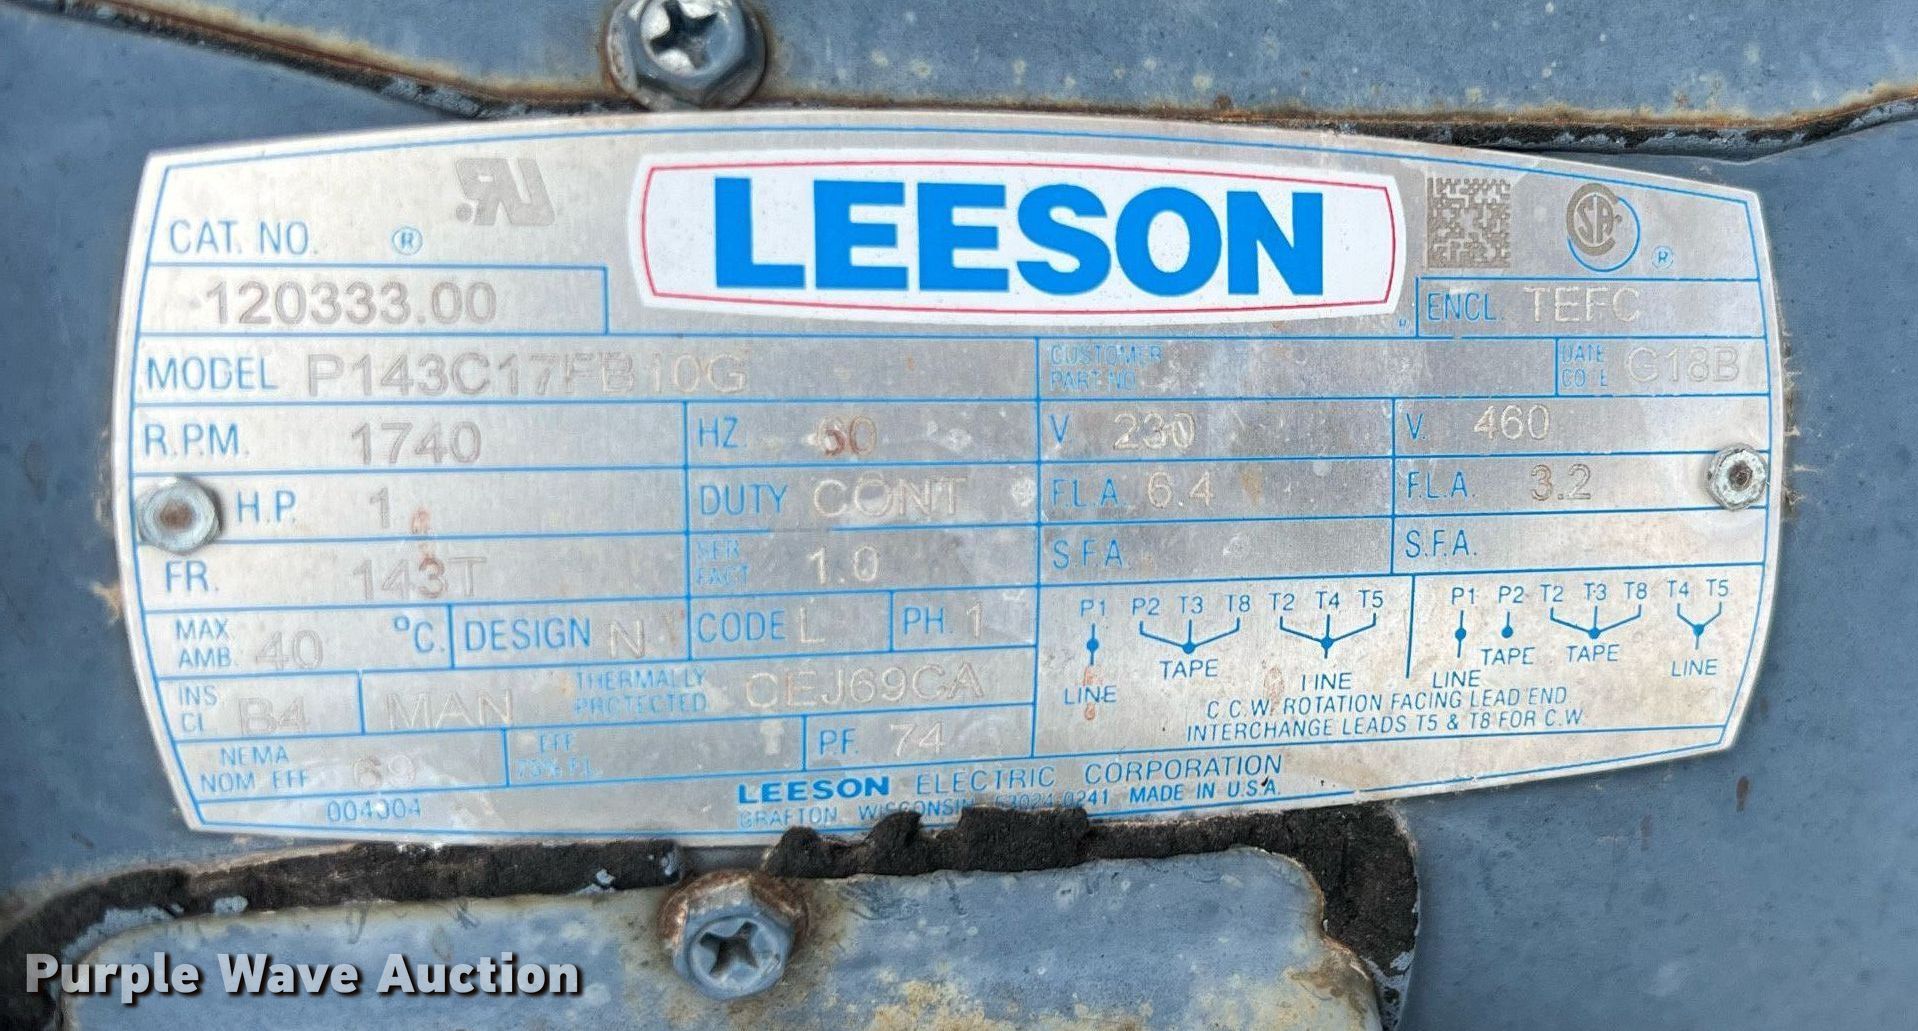 LEESON
CAT. NO. ®
120333.00
ENCL. TEFC
MODEL P143C17FB10G
CUSTOMER PART NO.
DATE CODE G18B
R.P.M. 1740
HZ. 60
V. 230
V. 460
H.P. 1
DUTY CONT
F.L.A. 6.4
F.L.A. 3.2
FR. 143T
SER FACT 1.0
S.F.A.
S.F.A.
MAX. AMB. 40 °C.
DESIGN N
CODE L
PH. 1
INS CL B4
MAN
THERMALLY PROTECTED
NEMA NOM. EFF 69
EFF
P.F. 74
P1 P2 T3 T8 T2 T4 T5
TAPE
LINE LINE
P1 P2 T2 T3 T8 T4 T5
TAPE TAPE
LINE LINE
C.C.W. ROTATION FACING LEAD END
INTERCHANGE LEADS T5 & T8 FOR C.W.
LEESON ELECTRIC CORPORATION
GRAFTON, WISCONSIN 53024-0241 MADE IN U.S.A.
Purple Wave Auction